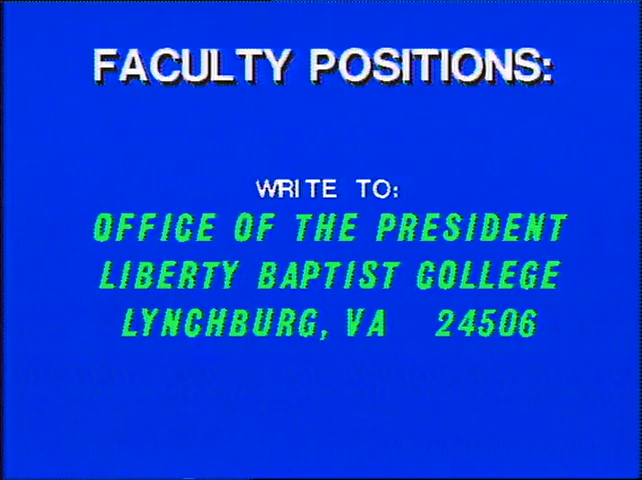 FACULTY POSITIONS:
WRITE TO:
OFFICE OF THE PRESIDENT
LIBERTY BAPTIST COLLEGE
LYNCHBURG, VA 24506